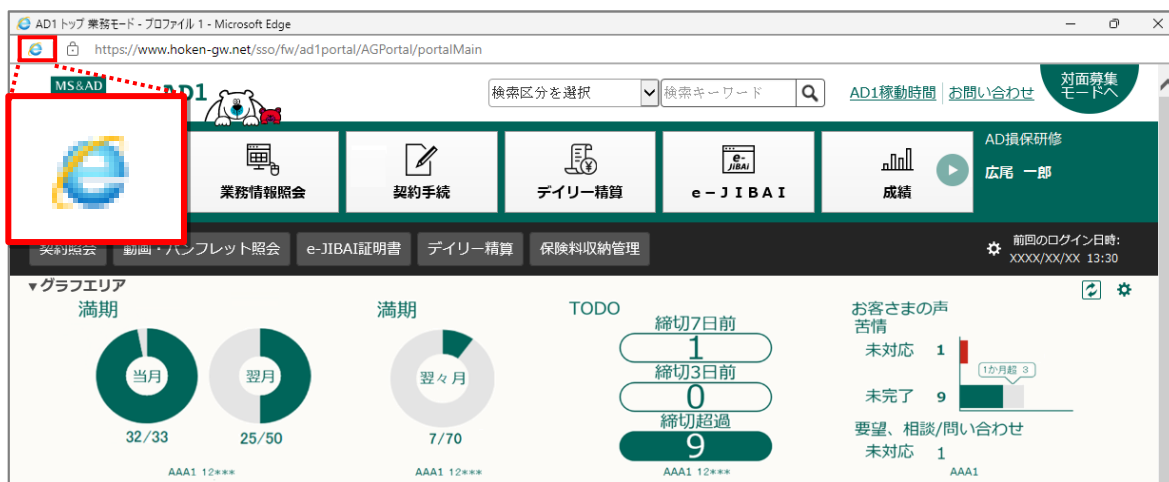 AD1 トップ 業務モード - プロファイル 1 - Microsoft Edge
https://www.hoken-gw.net/sso/fw/ad1portal/AGPortal/portalMain
MS&AD
AD1
検索区分を選択
検索キーワード
AD1稼動時間
お問い合わせ
対面募集
モードへ
業務情報照会
契約手続
デイリー精算
e-
JIBAI
e－JIBAI
成績
AD損保研修
広尾 一郎
契約照会
動画・パンフレット照会
e-JIBAI証明書
デイリー精算
保険料収納管理
前回のログイン日時:
XXXX/XX/XX 13:30
▼グラフエリア
満期
当月
翌月
32/33
25/50
AAA1 12***
満期
翌々月
7/70
AAA1 12***
TODO
締切7日前
1
締切3日前
0
締切超過
9
AAA1 12***
お客さまの声
苦情
未対応 1
1か月超 3
未完了 9
要望、相談/問い合わせ
未対応 1
AAA1